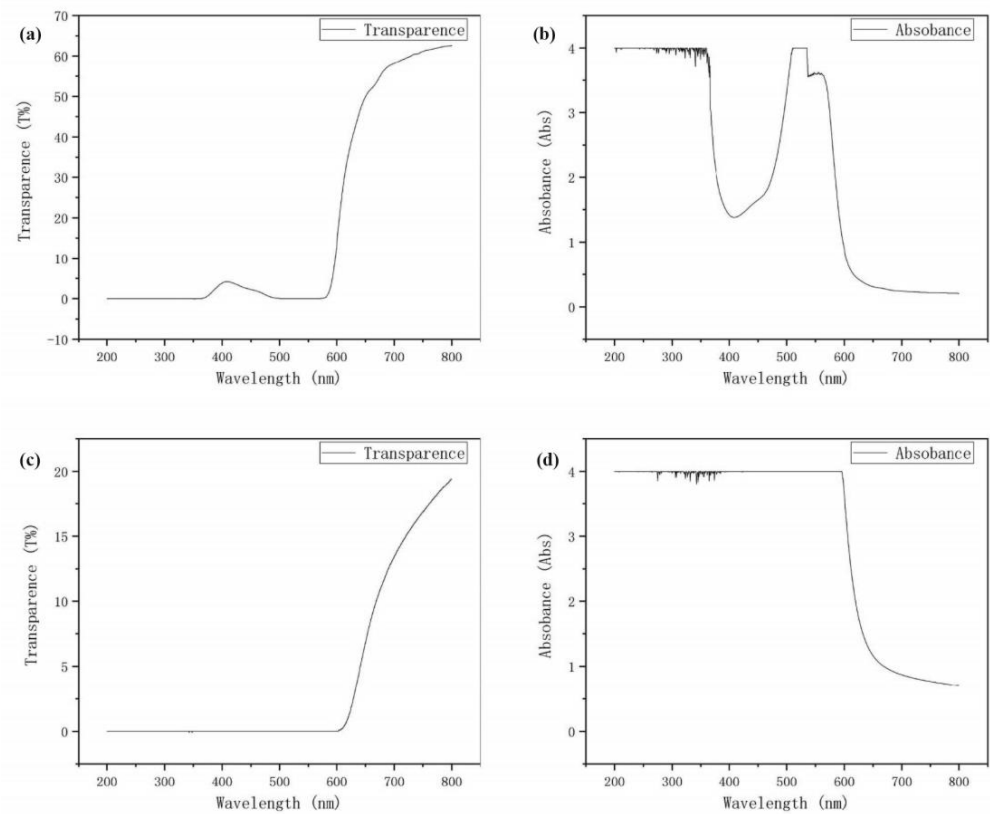 (a)
Transparence
70
60
50
40
30
20
10
0
-10
Transparence (T%)
200 300 400 500 600 700 800
Wavelength (nm)
(b)
Absobance
4
3
2
1
0
Absobance (Abs)
200 300 400 500 600 700 800
Wavelength (nm)
(c)
Transparence
20
15
10
5
0
Transparence (T%)
200 300 400 500 600 700 800
Wavelength (nm)
(d)
Absobance
4
3
2
1
0
Absobance (Abs)
200 300 400 500 600 700 800
Wavelength (nm)